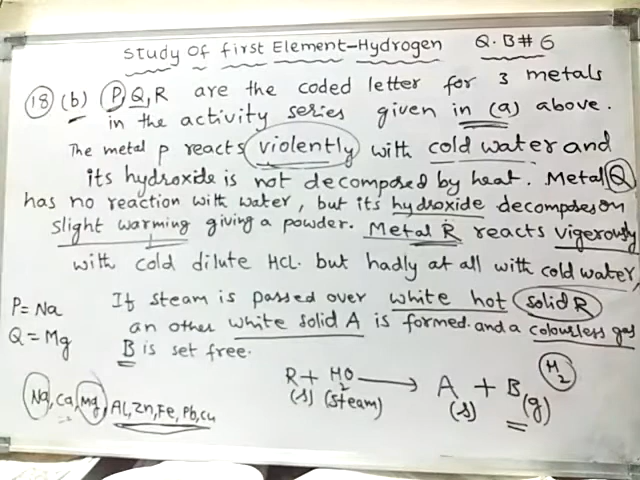 Study Of first Element-Hydrogen Q.B# 6
18 (b) P, Q, R are the coded letter for 3 metals
in the activity series given in (a) above.
The metal p reacts violently with cold water and
its hydroxide is not decomposed by heat. Metal Q
has no reaction with water, but its hydroxide decomposes on
slight warming giving a powder. Metal R reacts vigerously
with cold dilute HCl. but hadly at all with cold water,
P = Na If steam is passed over white hot solid R
Q = Mg an other white solid A is formed. and a colourless gas
B is set free.
H2
R + H2O → A + B
(s) (steam) (s) (g)
Na, Ca, Mg, Al, Zn, Fe, Pb, Cu